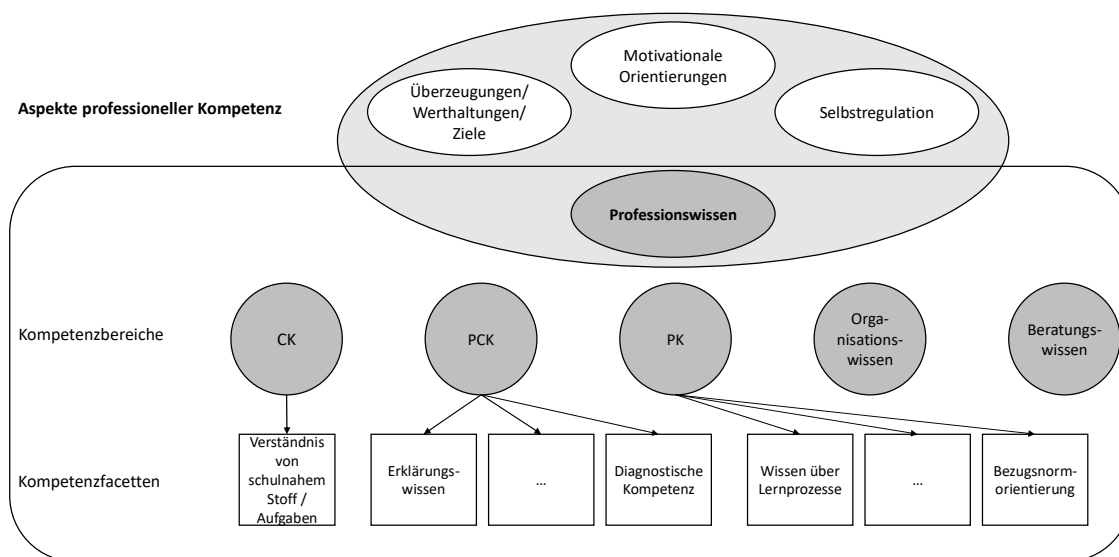 Motivationale
Orientierungen
Überzeugungen/
Werthaltungen/
Ziele
Selbstregulation
Aspekte professioneller Kompetenz
Professionswissen
Kompetenzbereiche
CK
PCK
PK
Orga-
nisations-
wissen
Beratungs-
wissen
Kompetenzfacetten
Verständnis
von
schulnahem
Stoff /
Aufgaben
Erklärungs-
wissen
...
Diagnostische
Kompetenz
Wissen über
Lernprozesse
...
Bezugsnorm-
orientierung